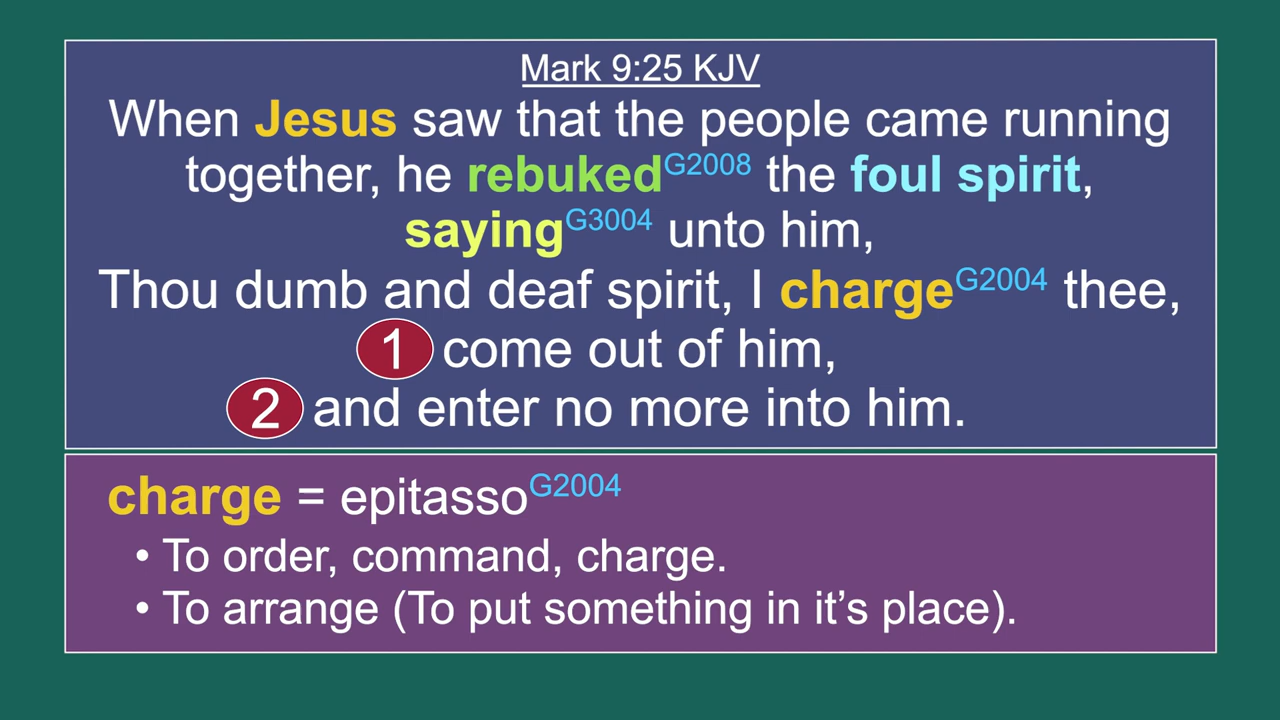 Mark 9:25 KJV
When Jesus saw that the people came running
together, he rebukedG2008 the foul spirit,
sayingG3004 unto him,
Thou dumb and deaf spirit, I chargeG2004 thee,
1 come out of him,
2 and enter no more into him.
charge = epitassoG2004
• To order, command, charge.
• To arrange (To put something in it’s place).